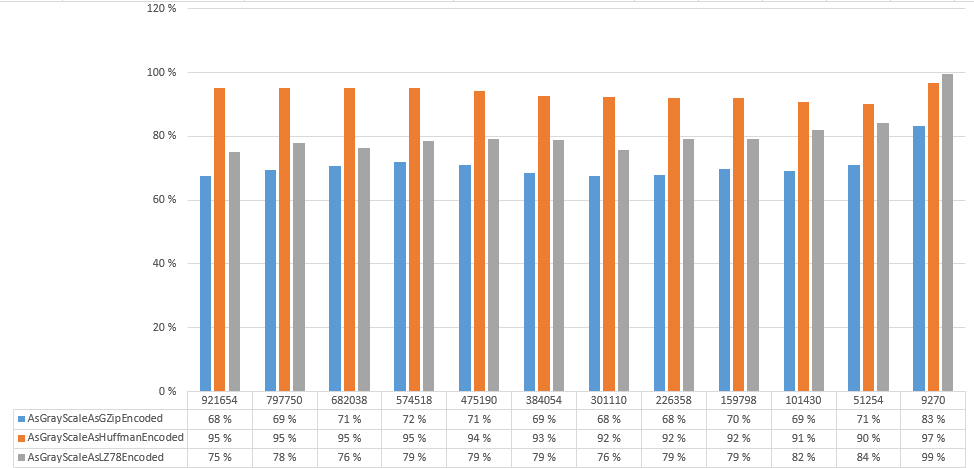 120 %
100 %
80 %
60 %
40 %
20 %
0 %
921654 797750 682038 574518 475190 384054 301110 226358 159798 101430 51254 9270
AsGrayScaleAsGZipEncoded 68 % 69 % 71 % 72 % 71 % 69 % 68 % 68 % 70 % 69 % 71 % 83 %
AsGrayScaleAsHuffmanEncoded 95 % 95 % 95 % 95 % 94 % 93 % 92 % 92 % 92 % 91 % 90 % 97 %
AsGrayScaleAsLZ78Encoded 75 % 78 % 76 % 79 % 79 % 79 % 76 % 79 % 79 % 82 % 84 % 99 %